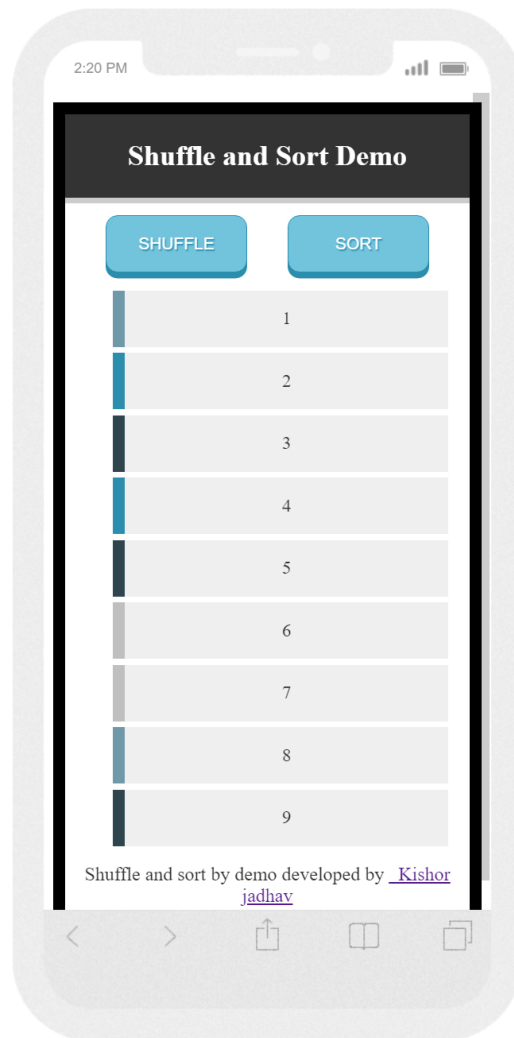 2:20 PM
Shuffle and Sort Demo
SHUFFLE SORT
1
2
3
4
5
6
7
8
9
Shuffle and sort by demo developed by Kishor
jadhav